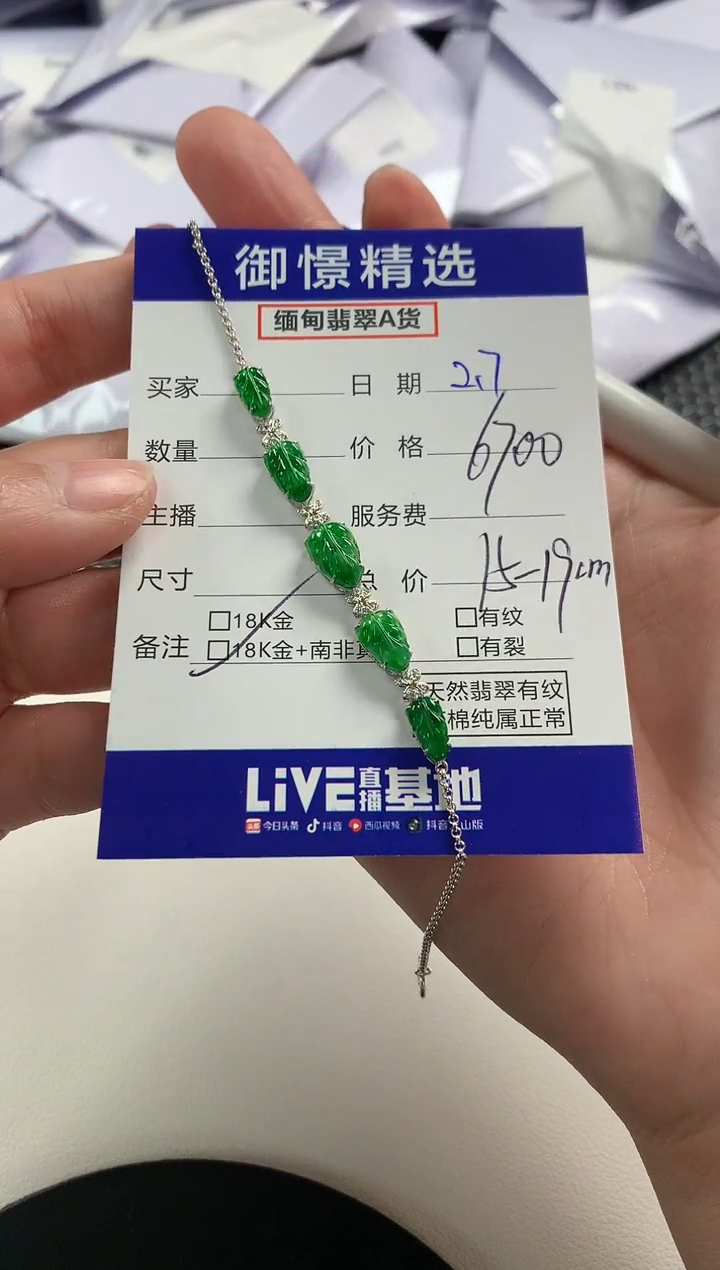 御憬精选
缅甸翡翠A货
买家 日期 2.7
数量 价格 6700
主播 服务费
尺寸 总价 15-19cm
备注 □18K金 □有纹
□18K金+南非 □有裂
天然翡翠有纹
棉纯属正常
LiVE直播基地
头条 今日头条 抖音 西瓜视频 抖音 山版